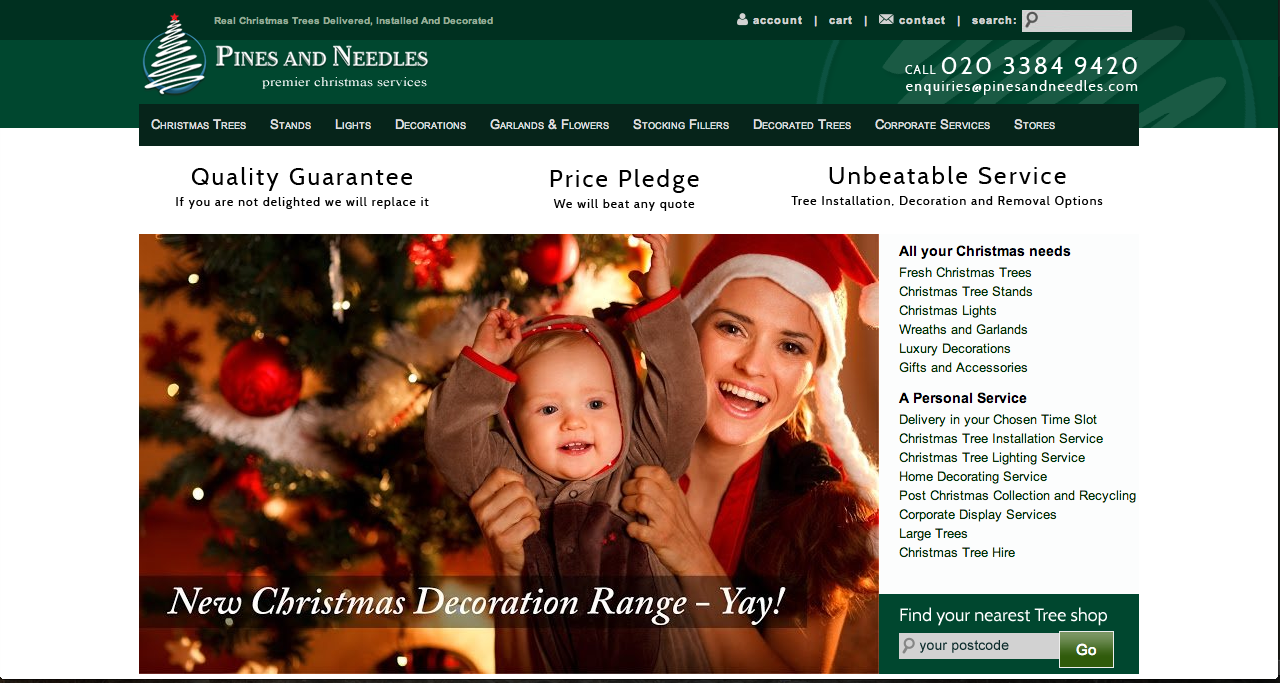 Real Christmas Trees Delivered, Installed And Decorated
account | cart | contact | search:
Pines and Needles
premier christmas services
CALL 020 3384 9420
enquiries@pinesandneedles.com
Christmas Trees Stands Lights Decorations Garlands & Flowers Stocking Fillers Decorated Trees Corporate Services Stores
Quality Guarantee
If you are not delighted we will replace it
Price Pledge
We will beat any quote
Unbeatable Service
Tree Installation, Decoration and Removal Options
New Christmas Decoration Range - Yay!
All your Christmas needs
Fresh Christmas Trees
Christmas Tree Stands
Christmas Lights
Wreaths and Garlands
Luxury Decorations
Gifts and Accessories
A Personal Service
Delivery in your Chosen Time Slot
Christmas Tree Installation Service
Christmas Tree Lighting Service
Home Decorating Service
Post Christmas Collection and Recycling
Corporate Display Services
Large Trees
Christmas Tree Hire
Find your nearest Tree shop
your postcode Go